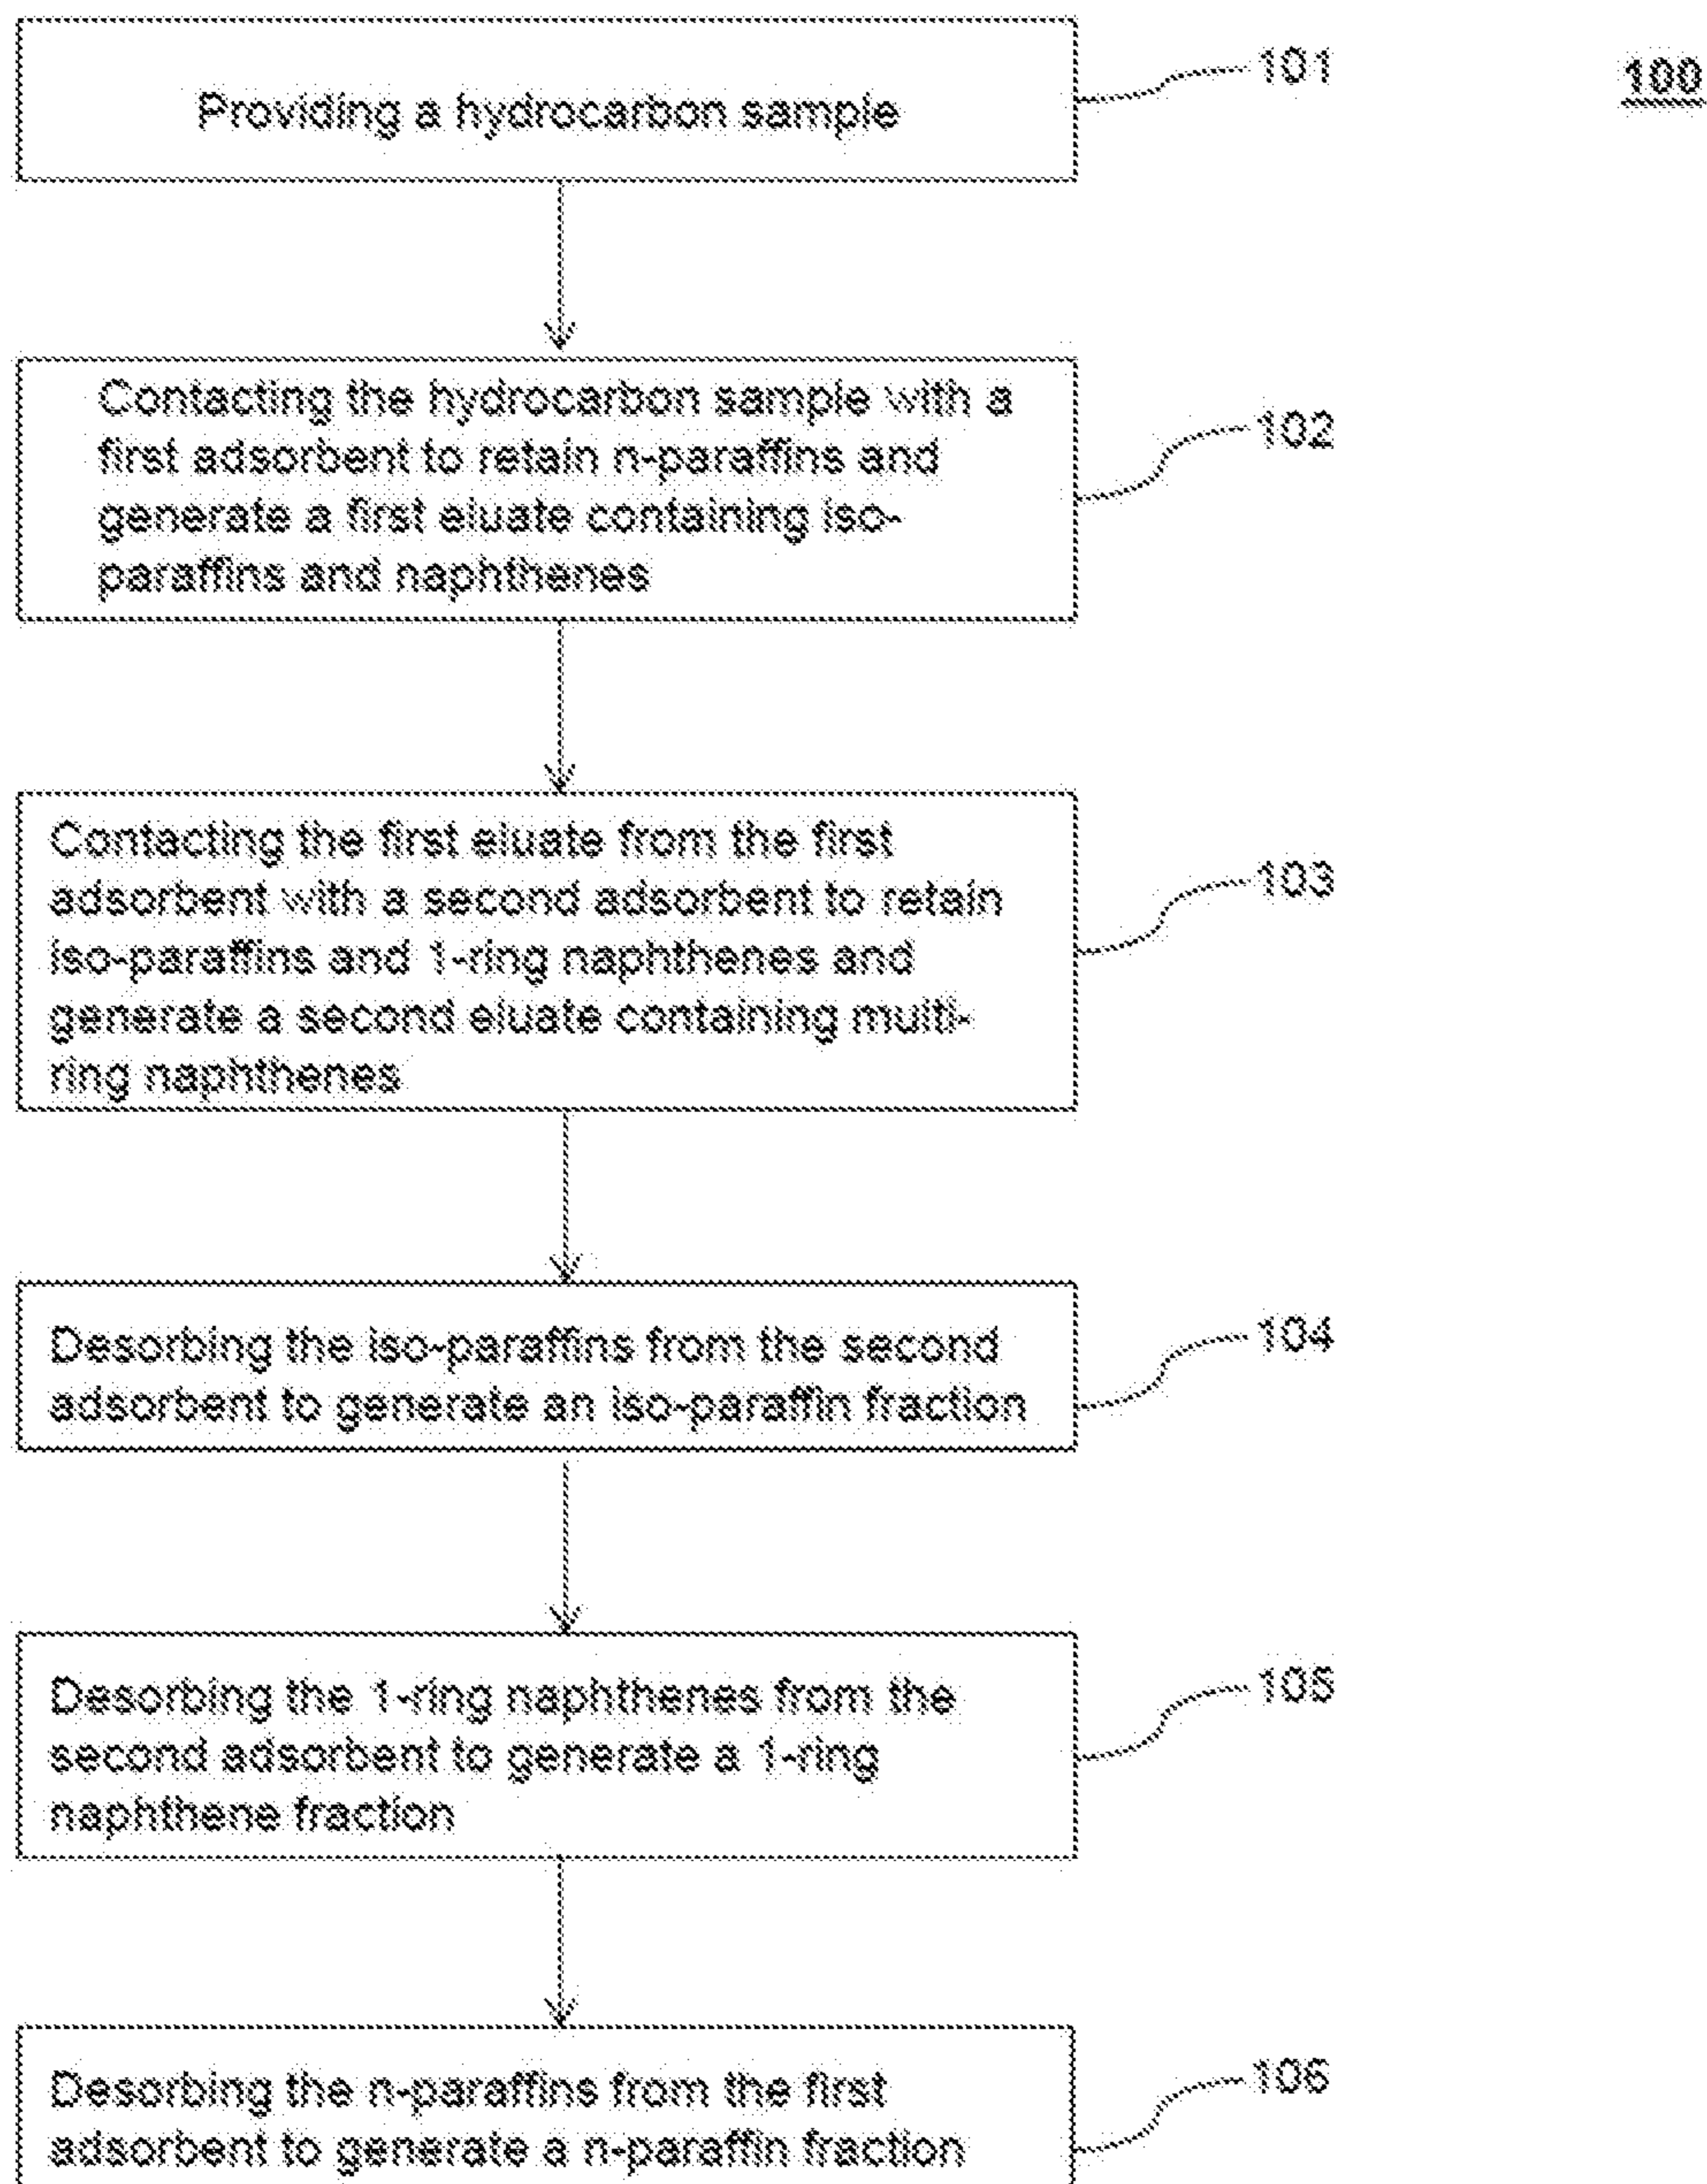 Providing a hydrocarbon sample
101
100
Contacting the hydrocarbon sample with a
first adsorbent to retain n-paraffins and
generate a first eluate containing iso-
paraffins and naphthenes
102
Contacting the first eluate from the first
adsorbent with a second adsorbent to retain
iso-paraffins and 1-ring naphthenes and
generate a second eluate containing multi-
ring naphthenes
103
Desorbing the iso-paraffins from the second
adsorbent to generate an iso-paraffin fraction
104
Desorbing the 1-ring naphthenes from the
second adsorbent to generate a 1-ring
naphthene fraction
105
Desorbing the n-paraffins from the first
adsorbent to generate a n-paraffin fraction
106